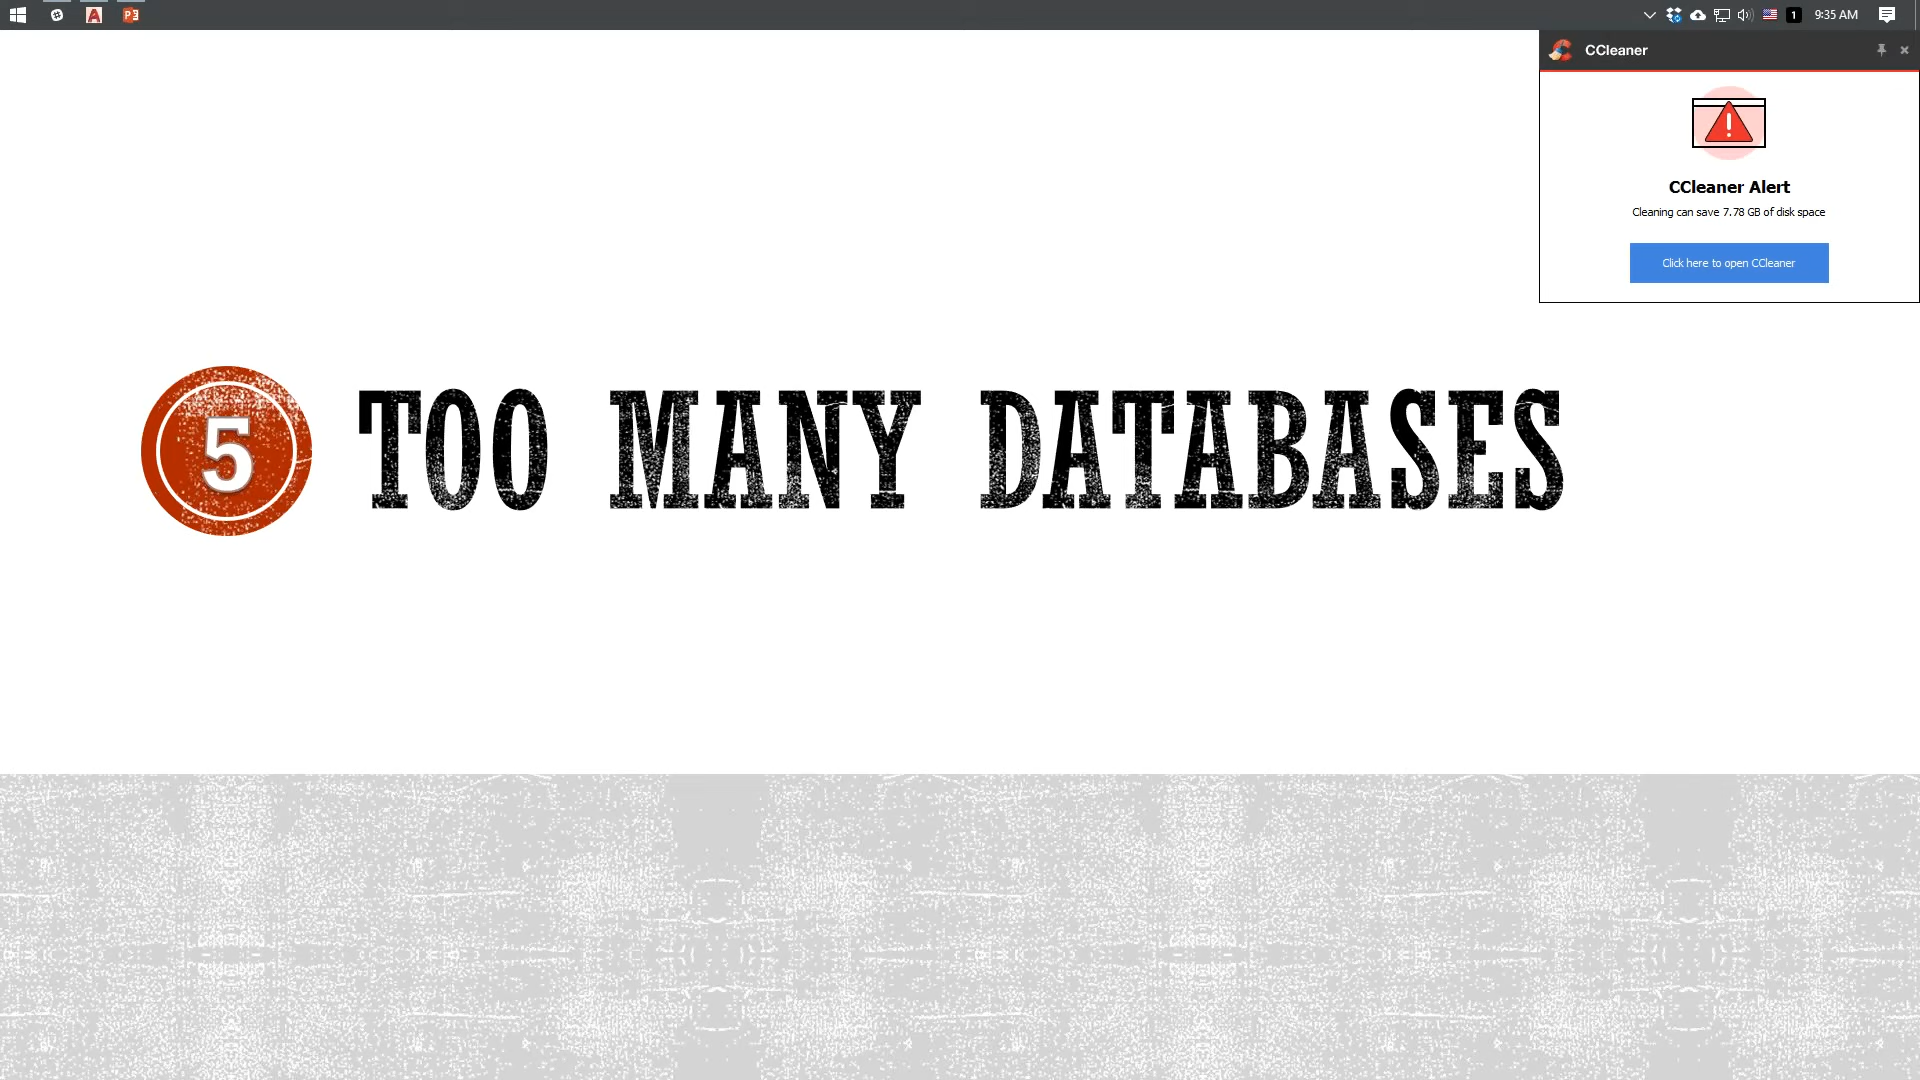 1 9:35 AM
CCleaner
CCleaner Alert
Cleaning can save 7.78 GB of disk space
Click here to open CCleaner
5 TOO MANY DATABASES